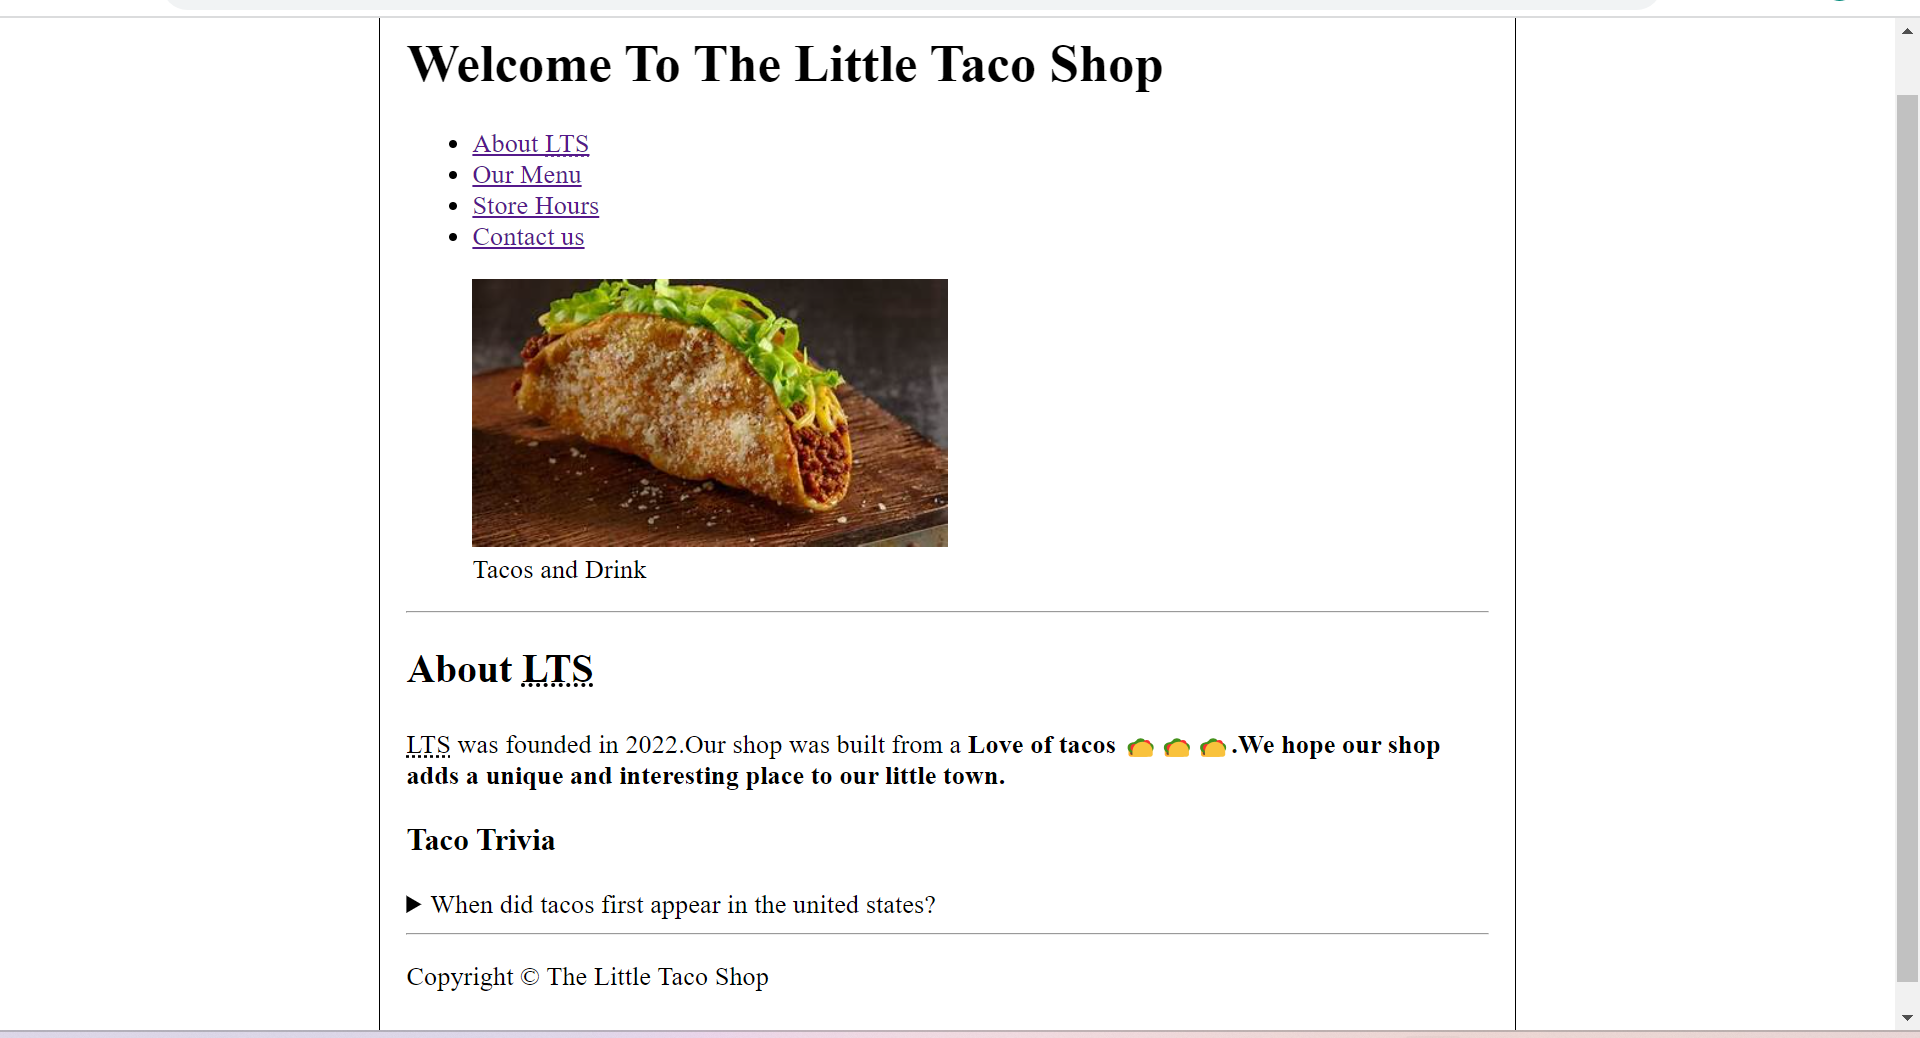 Welcome To The Little Taco Shop
About LTS
Our Menu
Store Hours
Contact us
Tacos and Drink
About LTS
LTS was founded in 2022.Our shop was built from a Love of tacos 🌮 🌮 🌮.We hope our shop
adds a unique and interesting place to our little town.
Taco Trivia
When did tacos first appear in the united states?
Copyright © The Little Taco Shop